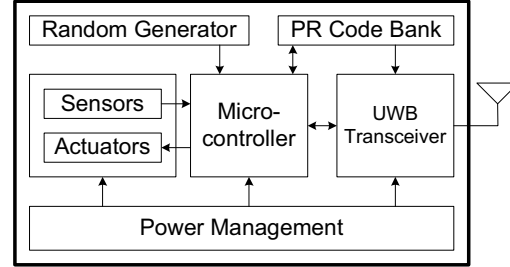 Random Generator
PR Code Bank
Sensors
Actuators
Micro-
controller
UWB
Transceiver
Power Management